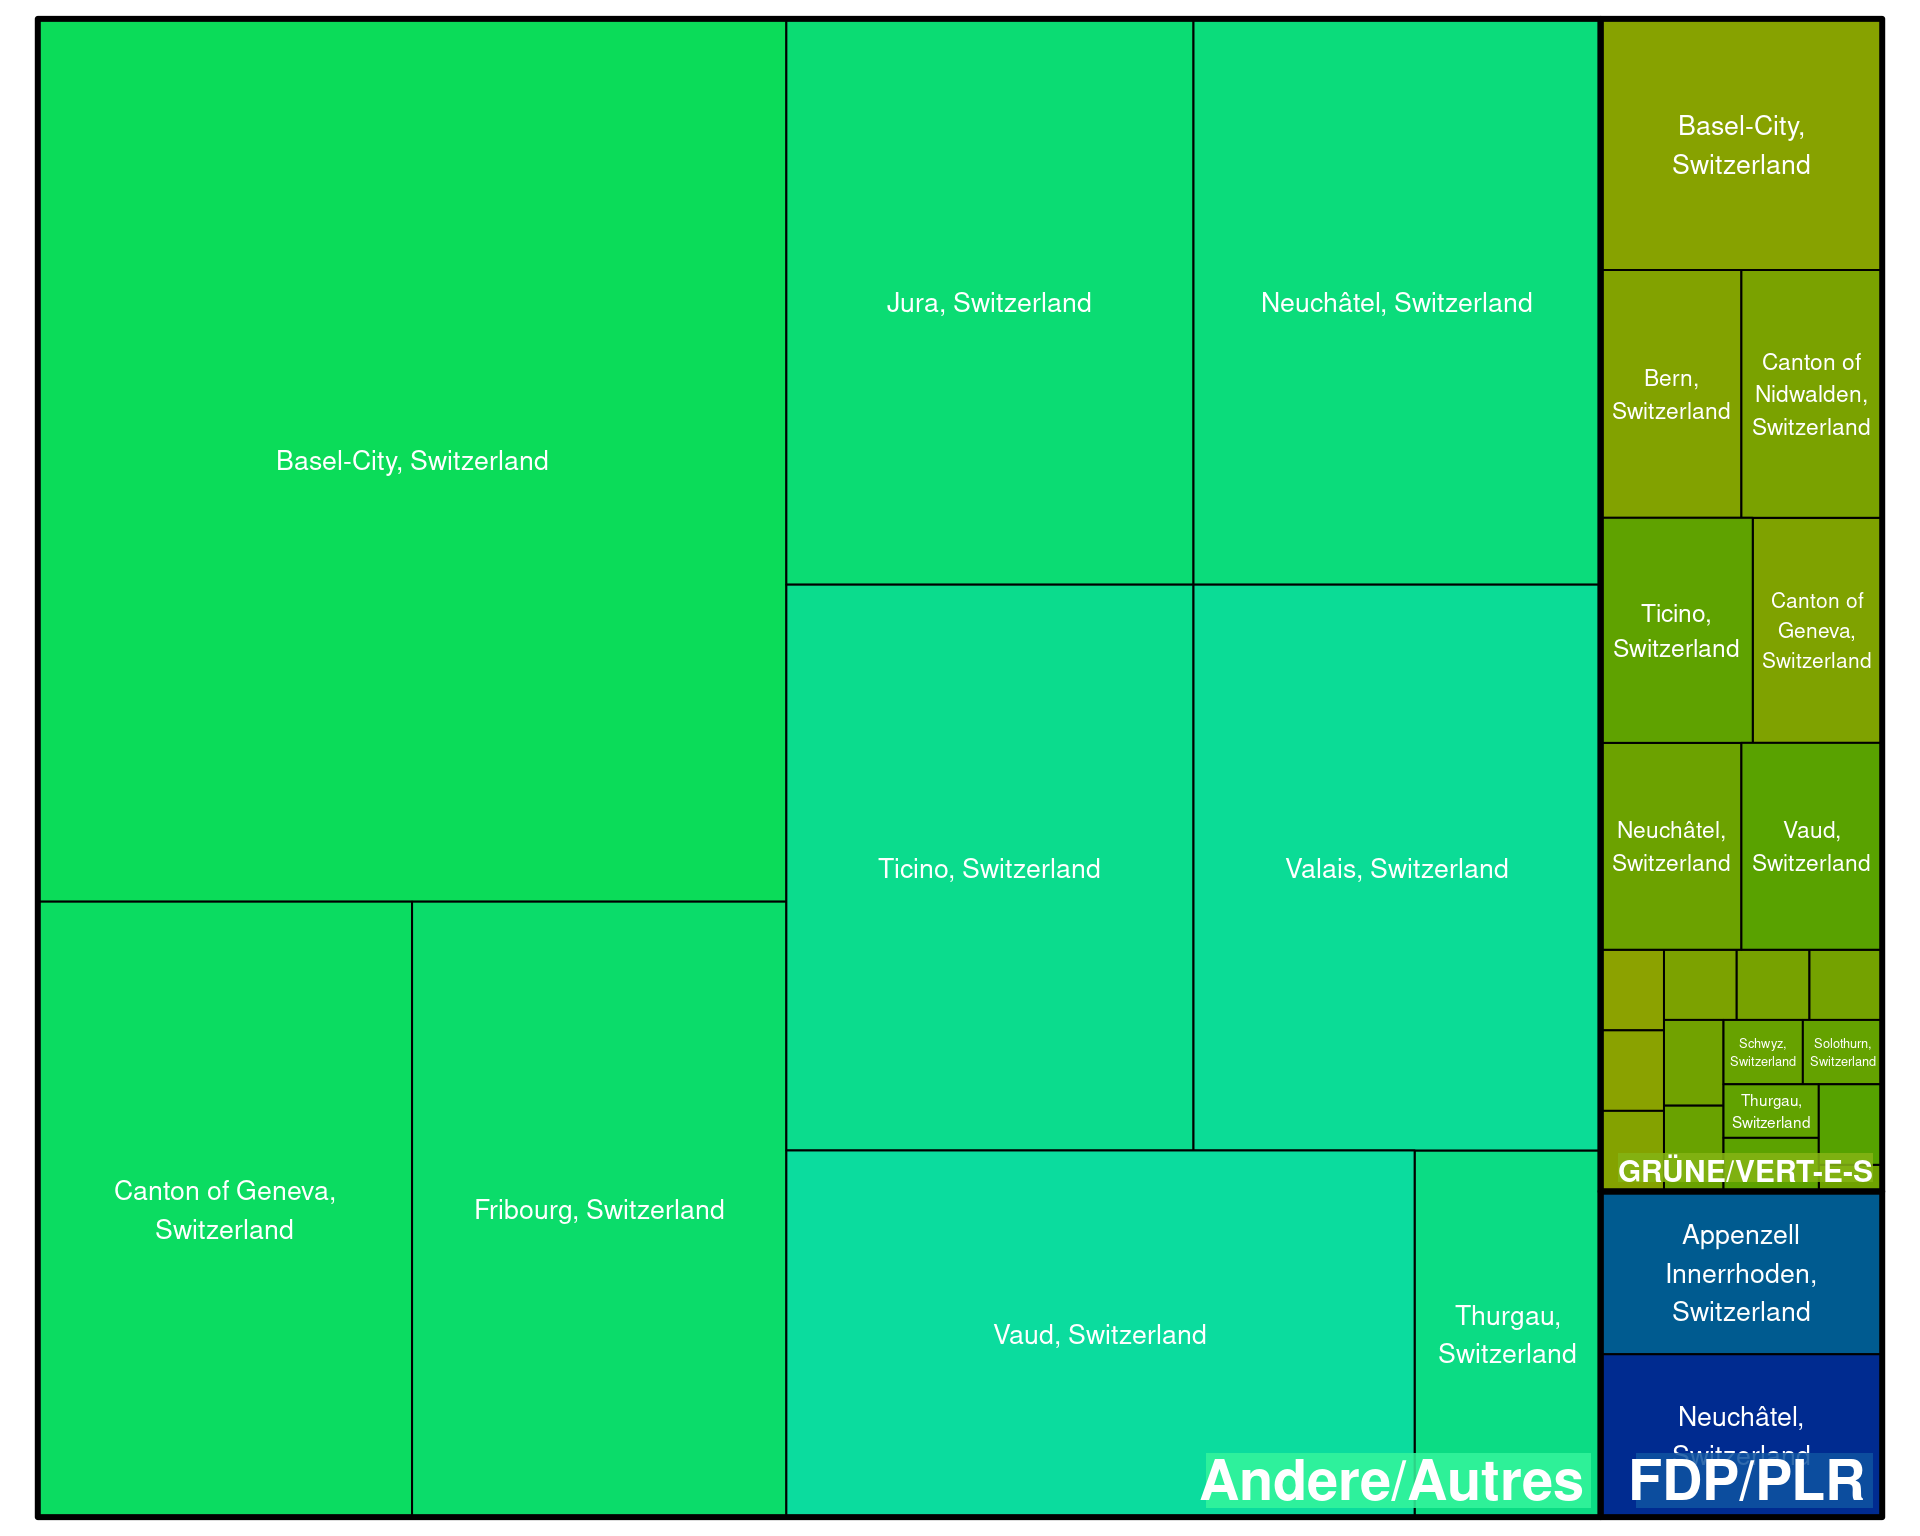 Basel-City, Switzerland
Canton of Geneva,
Switzerland
Fribourg, Switzerland
Jura, Switzerland
Neuchâtel, Switzerland
Ticino, Switzerland
Valais, Switzerland
Vaud, Switzerland
Thurgau,
Switzerland
Andere/Autres
Basel-City,
Switzerland
Bern,
Switzerland
Canton of
Nidwalden,
Switzerland
Ticino,
Switzerland
Canton of
Geneva,
Switzerland
Neuchâtel,
Switzerland
Vaud,
Switzerland
Schwyz,
Switzerland
Solothurn,
Switzerland
Thurgau,
Switzerland
GRÜNE/VERT-E-S
Appenzell
Innerrhoden,
Switzerland
Neuchâtel,
Switzerland
FDP/PLR